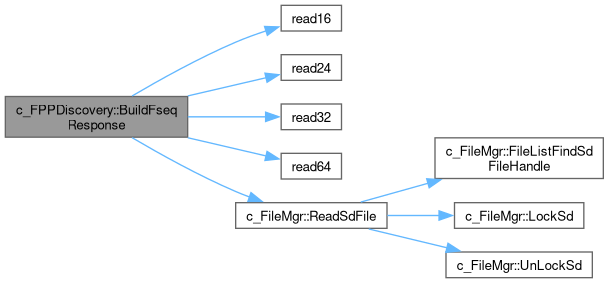 read16
read24
c_FPPDiscovery::BuildFseq
Response
read32
c_FileMgr::FileListFindSd
FileHandle
read64
c_FileMgr::ReadSdFile
c_FileMgr::LockSd
c_FileMgr::UnLockSd